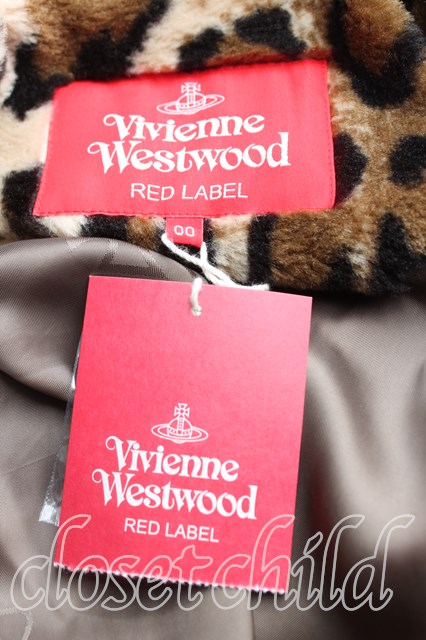 Vivienne
Westwood
RED LABEL
00
Vivienne
Westwood
RED LABEL
closet child